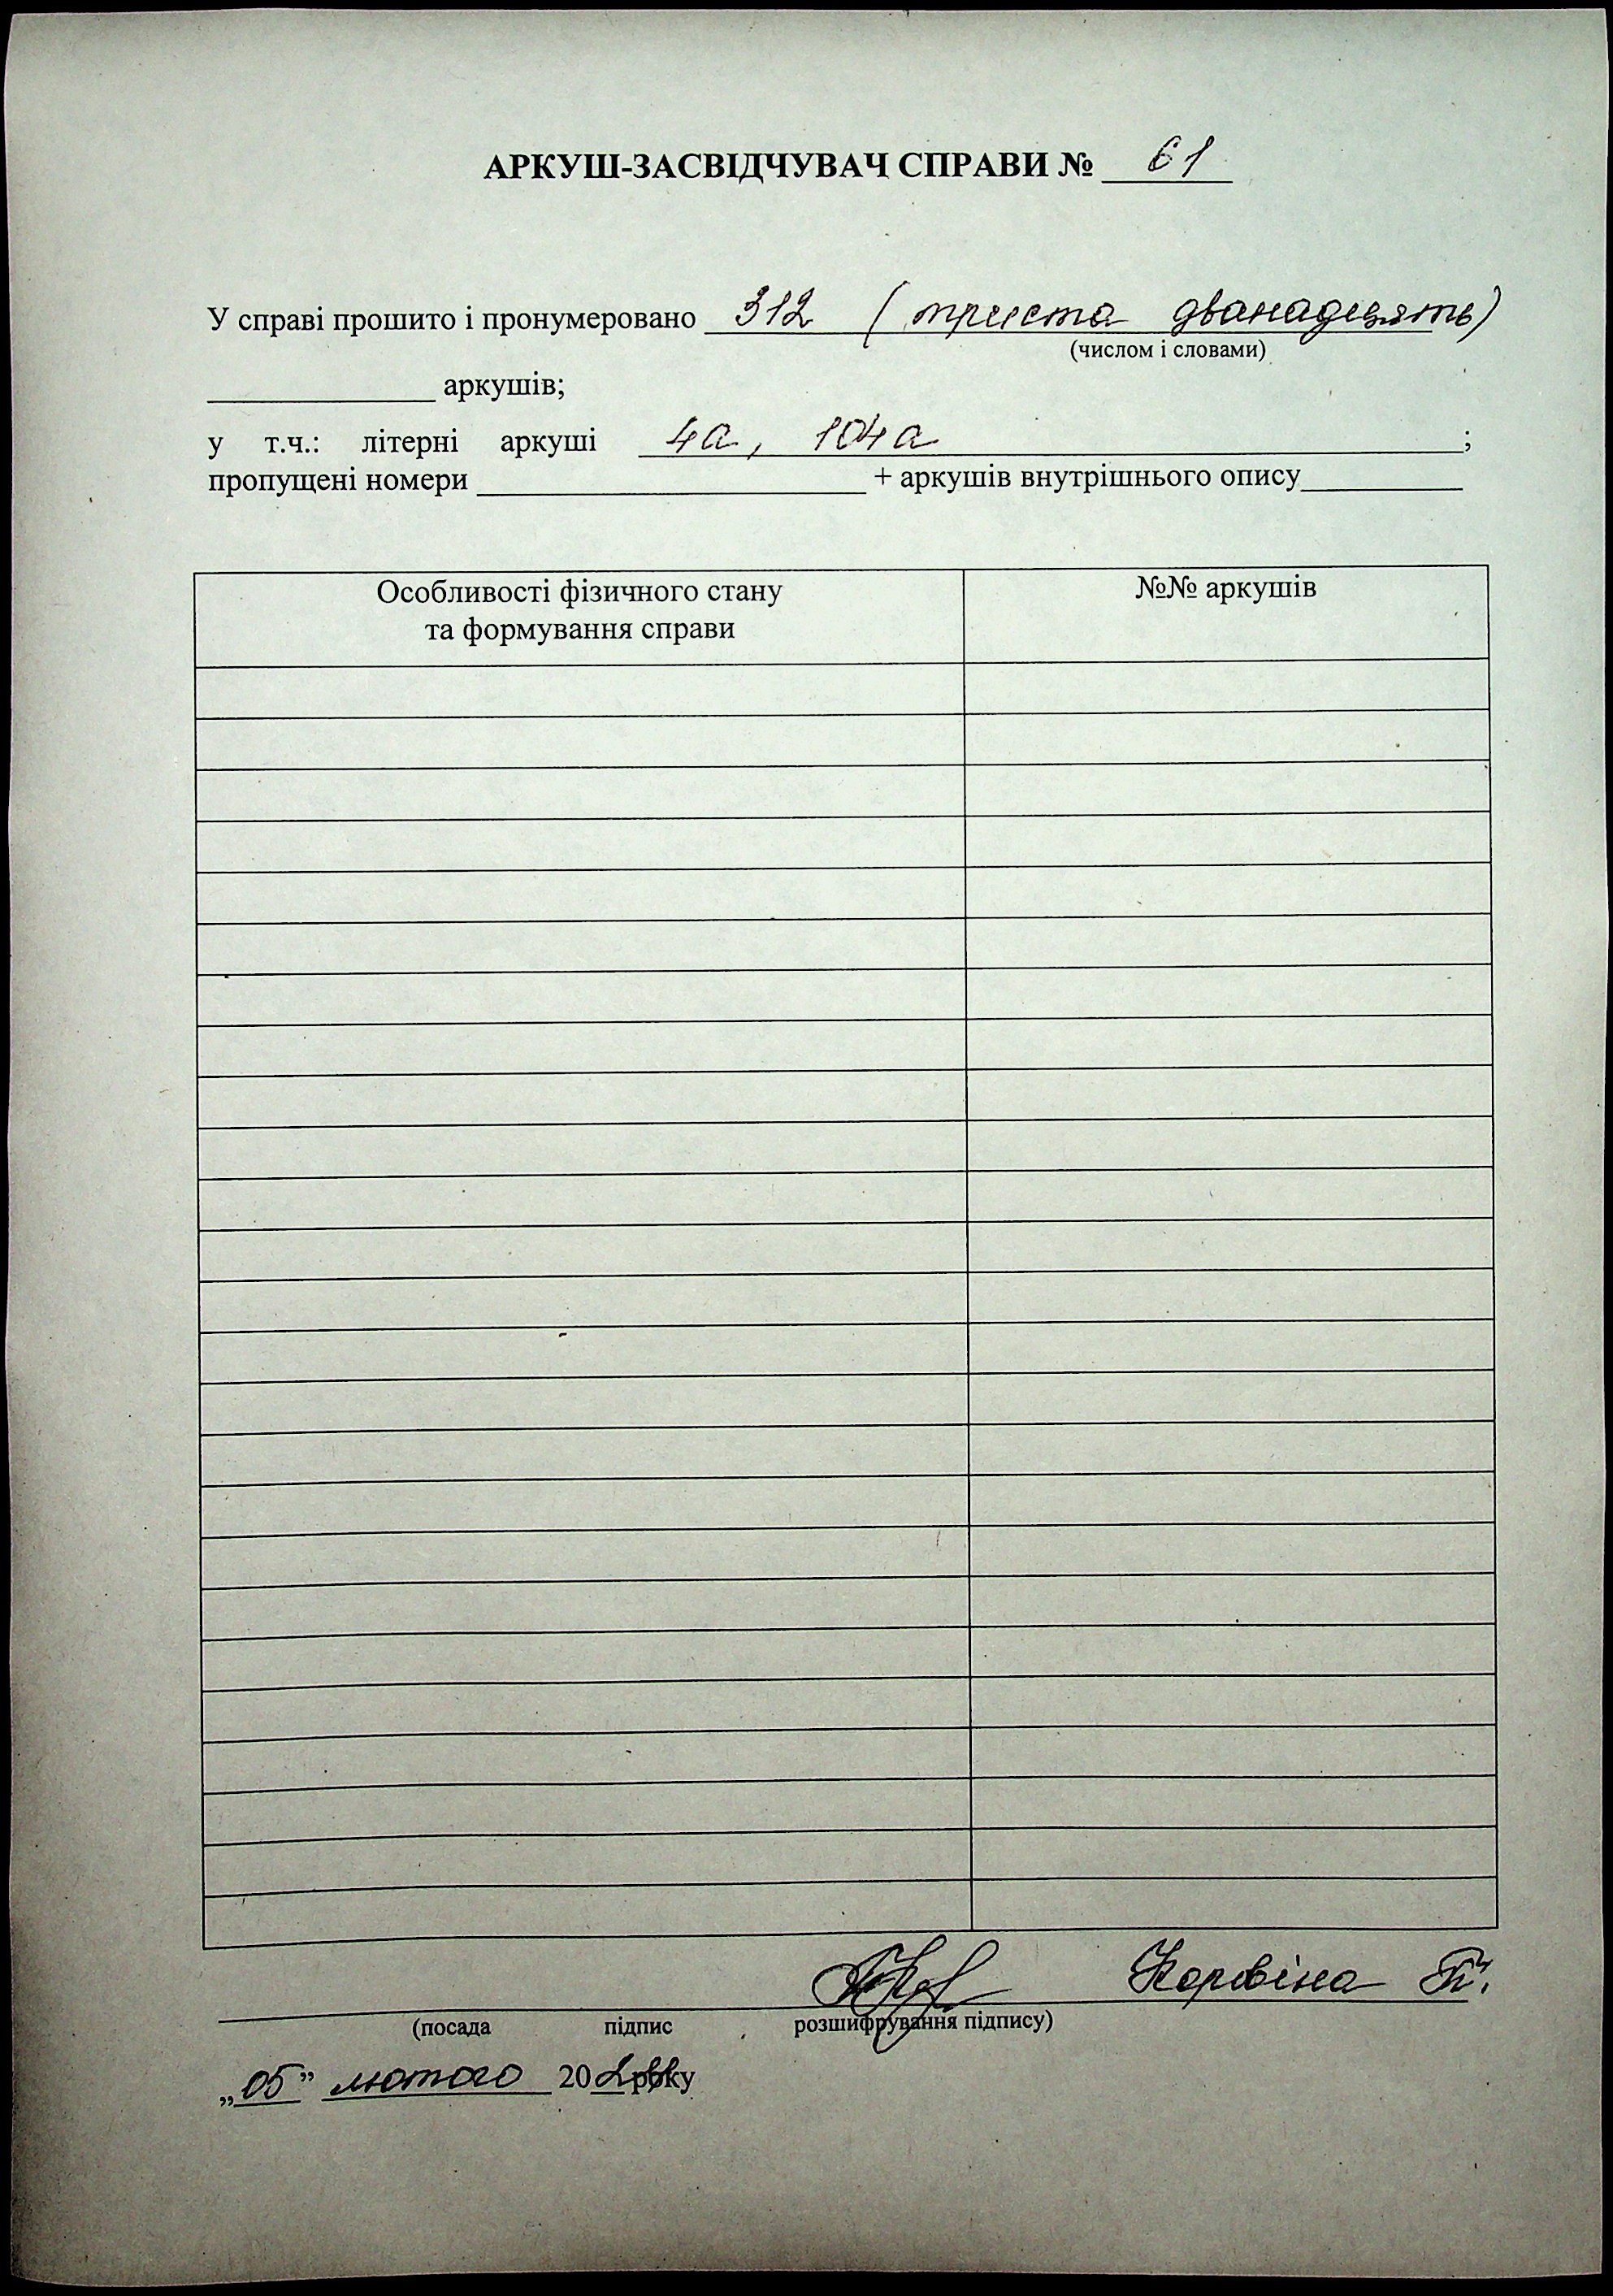 АРКУШ-ЗАСВІДЧУВАЧ СПРАВИ № 61
У справі прошито і пронумеровано 312 (триста дванадцять)
(числом і словами)
аркушів;
у т.ч.: літерні аркуші 4а, 104а ;
пропущені номери + аркушів внутрішнього опису
Особливості фізичного стану та формування справи
№№ аркушів
Корвіна
(посада підпис розшифрування підпису)
„05” лютого 20 року